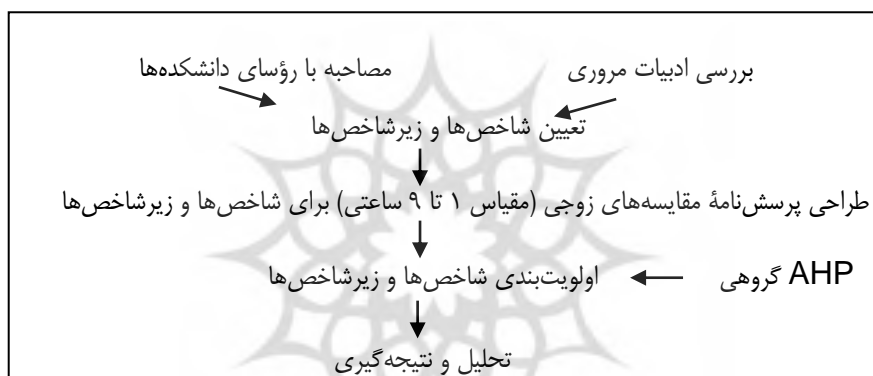 بررسی ادبیات مروری مصاحبه با رؤسای دانشکده‌ها
تعیین شاخص‌ها و زیرشاخص‌ها
طراحی پرسش‌نامۀ مقایسه‌های زوجی (مقیاس ۱ تا ۹ ساعتی) برای شاخص‌ها و زیرشاخص‌ها
AHP گروهی اولویت‌بندی شاخص‌ها و زیرشاخص‌ها
تحلیل و نتیجه‌گیری